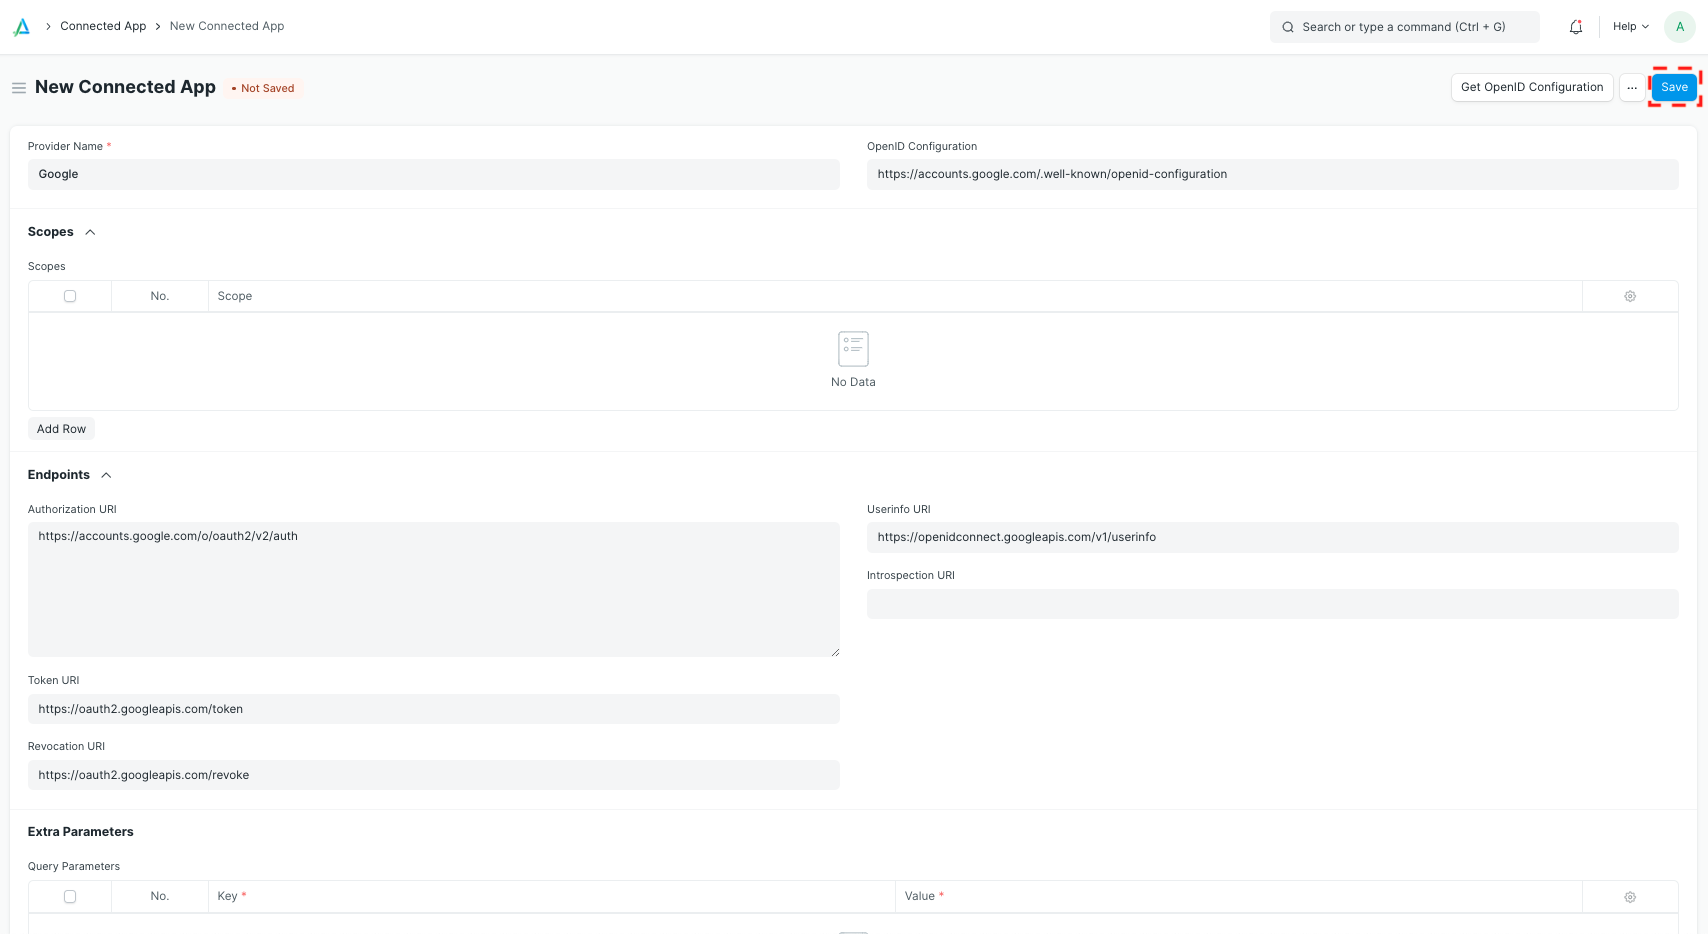 Connected App
New Connected App
Search or type a command (Ctrl + G)
Help
A
New Connected App
Not Saved
Get OpenID Configuration
...
Save
Provider Name *
Google
OpenID Configuration
https://accounts.google.com/.well-known/openid-configuration
Scopes
Scopes
No.
Scope
No Data
Add Row
Endpoints
Authorization URI
https://accounts.google.com/o/oauth2/v2/auth
Userinfo URI
https://openidconnect.googleapis.com/v1/userinfo
Introspection URI
Token URI
https://oauth2.googleapis.com/token
Revocation URI
https://oauth2.googleapis.com/revoke
Extra Parameters
Query Parameters
No.
Key *
Value *